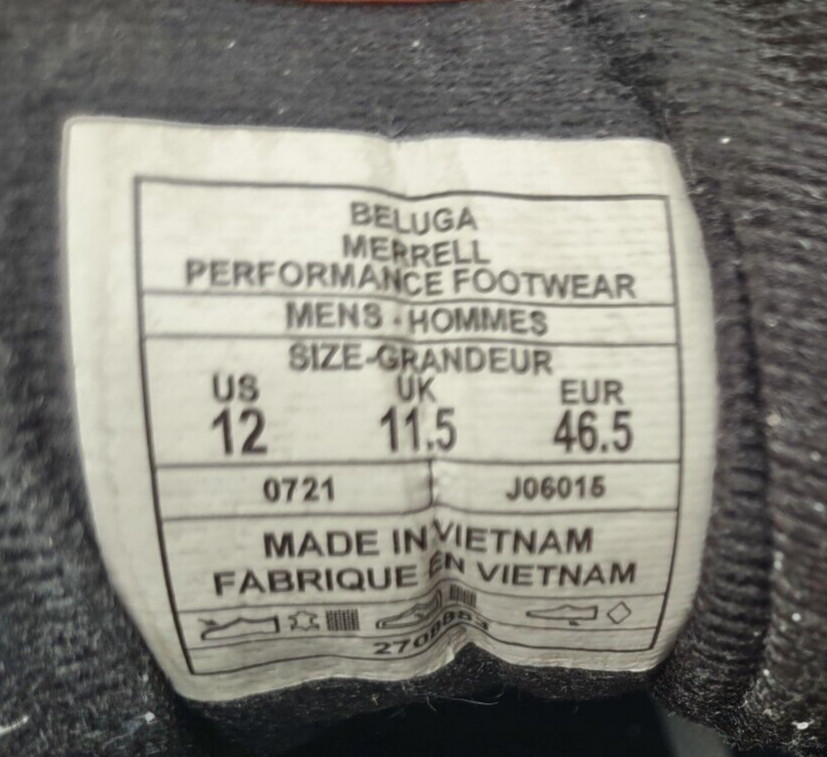 BELUGA
MERRELL
PERFORMANCE FOOTWEAR
MENS - HOMMES
SIZE-GRANDEUR
US UK EUR
12 11.5 46.5
0721 J06015
MADE IN VIETNAM
FABRIQUE EN VIETNAM